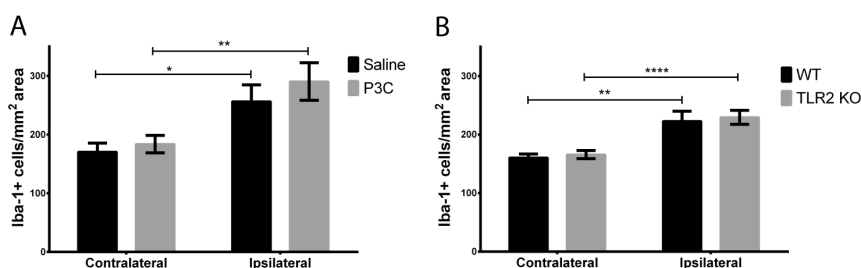 A
**
*
Saline
P3C
Iba-1+ cells/mm² area
300
200
100
0
Contralateral
Ipsilateral
B
****
**
WT
TLR2 KO
Iba-1+ cells/mm² area
300
200
100
0
Contralateral
Ipsilateral